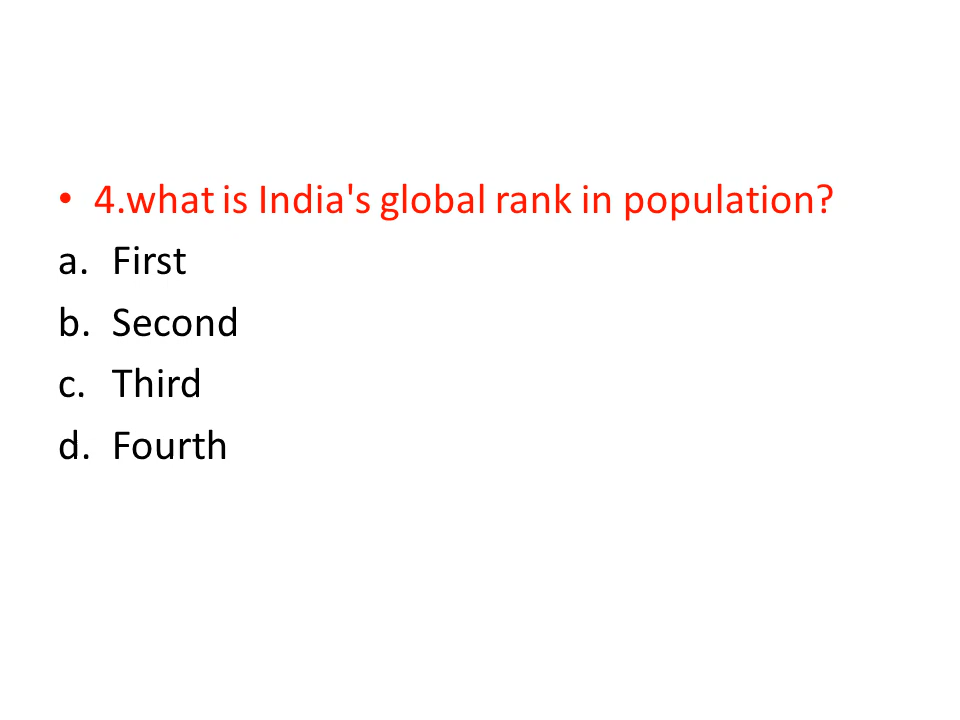 • 4.what is India's global rank in population?
a. First
b. Second
c. Third
d. Fourth